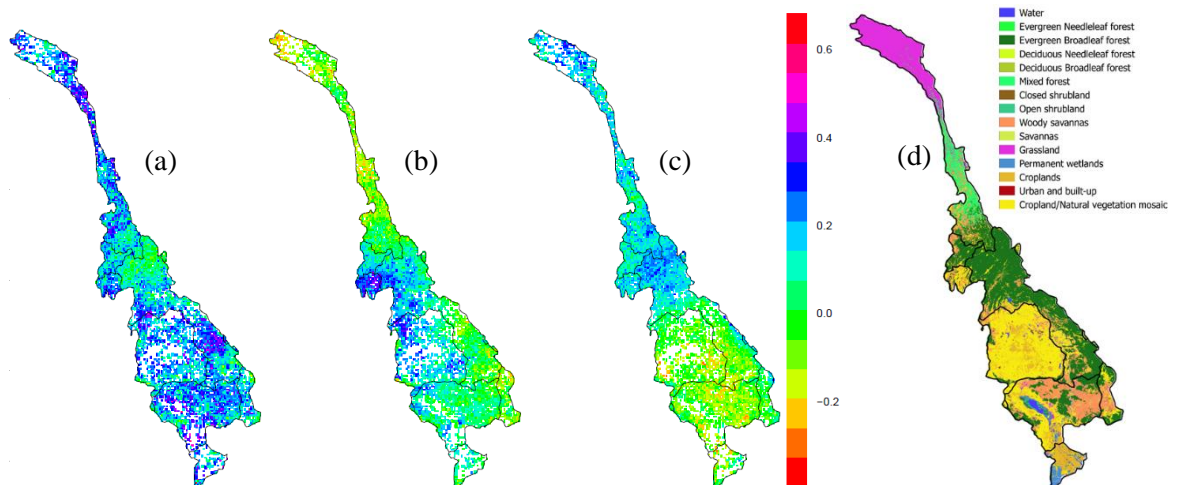 (a)
(b)
(c)
0.6
0.4
0.2
0.0
−0.2
(d)
Water
Evergreen Needleleaf forest
Evergreen Broadleaf forest
Deciduous Needleleaf forest
Deciduous Broadleaf forest
Mixed forest
Closed shrubland
Open shrubland
Woody savannas
Savannas
Grassland
Permanent wetlands
Croplands
Urban and built-up
Cropland/Natural vegetation mosaic